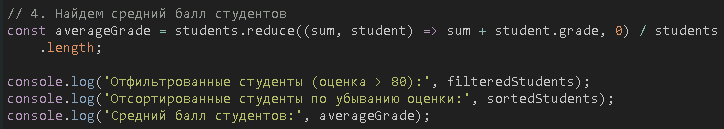 // 4. Найдем средний балл студентов
const averageGrade = students.reduce((sum, student) => sum + student.grade, 0) / students
.length;
console.log("Отфильтрованные студенты (оценка > 80):", filteredStudents);
console.log("Отсортированные студенты по убыванию оценки:", sortedStudents);
console.log("Средний балл студентов:", averageGrade);